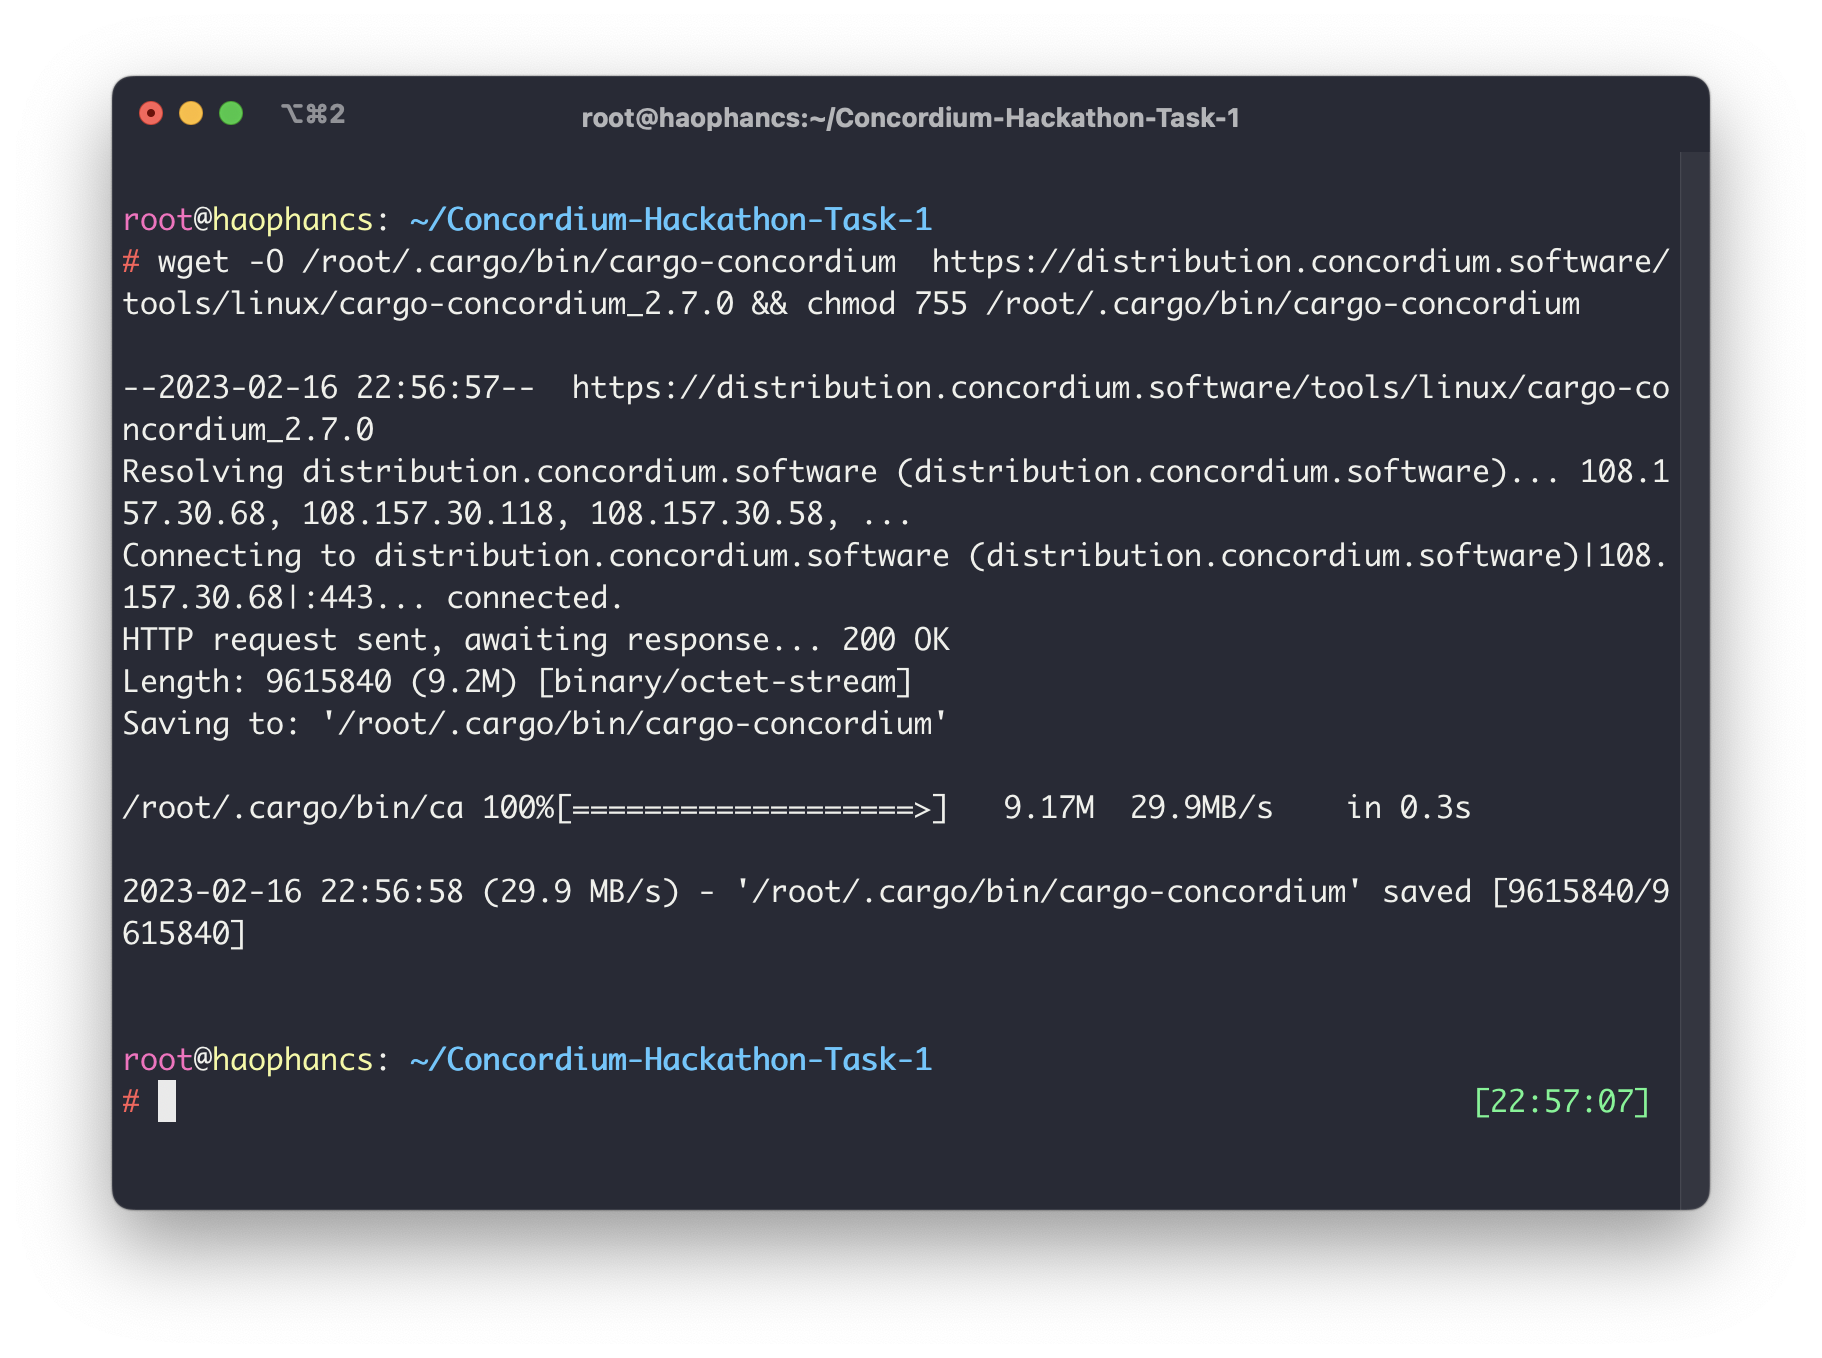 ⌥⌘2
root@haophancs:~/Concordium-Hackathon-Task-1
root@haophancs: ~/Concordium-Hackathon-Task-1
# wget -O /root/.cargo/bin/cargo-concordium  https://distribution.concordium.software/
tools/linux/cargo-concordium_2.7.0 && chmod 755 /root/.cargo/bin/cargo-concordium
--2023-02-16 22:56:57--  https://distribution.concordium.software/tools/linux/cargo-co
ncordium_2.7.0
Resolving distribution.concordium.software (distribution.concordium.software)... 108.1
57.30.68, 108.157.30.118, 108.157.30.58, ...
Connecting to distribution.concordium.software (distribution.concordium.software)|108.
157.30.68|:443... connected.
HTTP request sent, awaiting response... 200 OK
Length: 9615840 (9.2M) [binary/octet-stream]
Saving to: '/root/.cargo/bin/cargo-concordium'
/root/.cargo/bin/ca 100%[===================>]   9.17M  29.9MB/s    in 0.3s
2023-02-16 22:56:58 (29.9 MB/s) - '/root/.cargo/bin/cargo-concordium' saved [9615840/9
615840]
root@haophancs: ~/Concordium-Hackathon-Task-1
# [22:57:07]